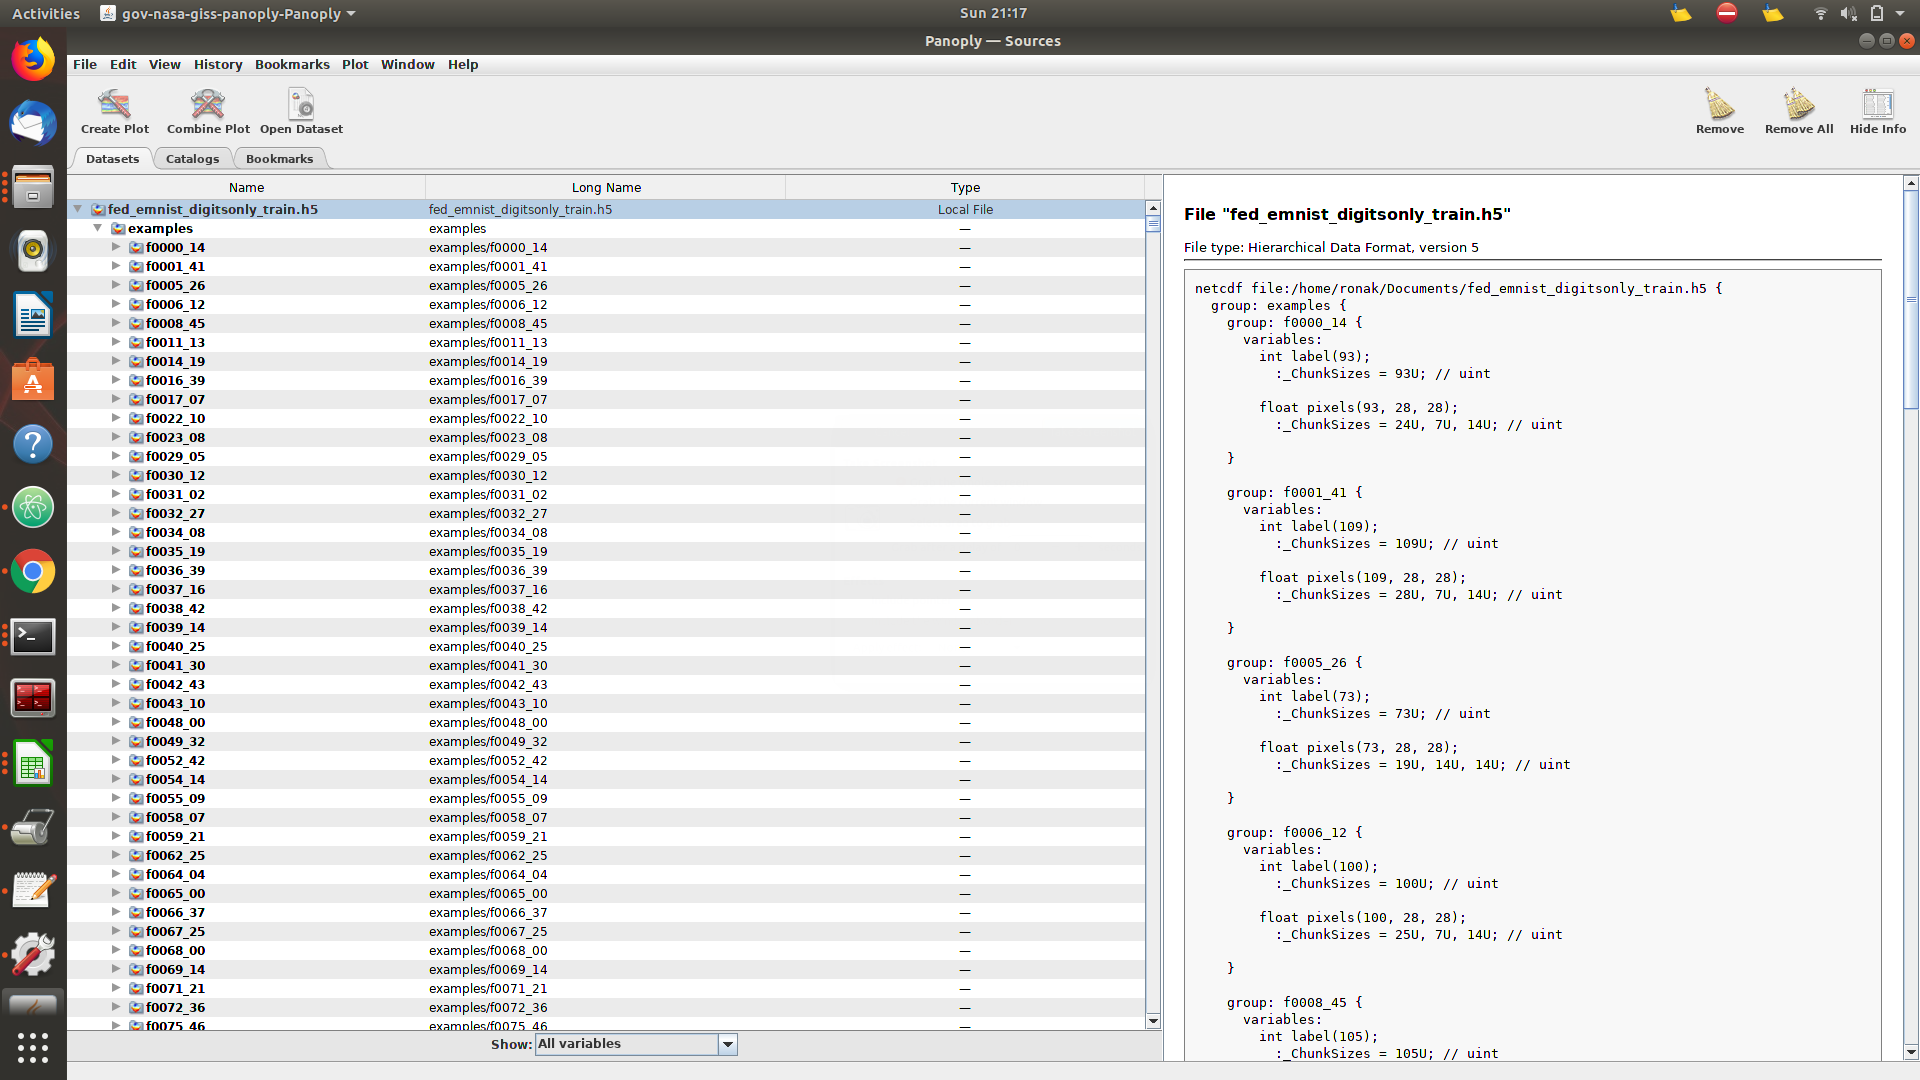 Activities gov-nasa-giss-panoply-Panoply Sun 21:17
Panoply — Sources
File Edit View History Bookmarks Plot Window Help
Create Plot Combine Plot Open Dataset Remove Remove All Hide Info
Datasets Catalogs Bookmarks
Name Long Name Type
fed_emnist_digitsonly_train.h5 fed_emnist_digitsonly_train.h5 Local File
examples examples —
f0000_14 examples/f0000_14 —
f0001_41 examples/f0001_41 —
f0005_26 examples/f0005_26 —
f0006_12 examples/f0006_12 —
f0008_45 examples/f0008_45 —
f0011_13 examples/f0011_13 —
f0014_19 examples/f0014_19 —
f0016_39 examples/f0016_39 —
f0017_07 examples/f0017_07 —
f0022_10 examples/f0022_10 —
f0023_08 examples/f0023_08 —
f0029_05 examples/f0029_05 —
f0030_12 examples/f0030_12 —
f0031_02 examples/f0031_02 —
f0032_27 examples/f0032_27 —
f0034_08 examples/f0034_08 —
f0035_19 examples/f0035_19 —
f0036_39 examples/f0036_39 —
f0037_16 examples/f0037_16 —
f0038_42 examples/f0038_42 —
f0039_14 examples/f0039_14 —
f0040_25 examples/f0040_25 —
f0041_30 examples/f0041_30 —
f0042_43 examples/f0042_43 —
f0043_10 examples/f0043_10 —
f0048_00 examples/f0048_00 —
f0049_32 examples/f0049_32 —
f0052_42 examples/f0052_42 —
f0054_14 examples/f0054_14 —
f0055_09 examples/f0055_09 —
f0058_07 examples/f0058_07 —
f0059_21 examples/f0059_21 —
f0062_25 examples/f0062_25 —
f0064_04 examples/f0064_04 —
f0065_00 examples/f0065_00 —
f0066_37 examples/f0066_37 —
f0067_25 examples/f0067_25 —
f0068_00 examples/f0068_00 —
f0069_14 examples/f0069_14 —
f0071_21 examples/f0071_21 —
f0072_36 examples/f0072_36 —
f0075_46 examples/f0075_46 —
Show: All variables
File "fed_emnist_digitsonly_train.h5"
File type: Hierarchical Data Format, version 5
netcdf file:/home/ronak/Documents/fed_emnist_digitsonly_train.h5 {
group: examples {
group: f0000_14 {
variables:
int label(93);
:_ChunkSizes = 93U; // uint
float pixels(93, 28, 28);
:_ChunkSizes = 24U, 7U, 14U; // uint
}
group: f0001_41 {
variables:
int label(109);
:_ChunkSizes = 109U; // uint
float pixels(109, 28, 28);
:_ChunkSizes = 28U, 7U, 14U; // uint
}
group: f0005_26 {
variables:
int label(73);
:_ChunkSizes = 73U; // uint
float pixels(73, 28, 28);
:_ChunkSizes = 19U, 14U, 14U; // uint
}
group: f0006_12 {
variables:
int label(100);
:_ChunkSizes = 100U; // uint
float pixels(100, 28, 28);
:_ChunkSizes = 25U, 7U, 14U; // uint
}
group: f0008_45 {
variables:
int label(105);
:_ChunkSizes = 105U; // uint